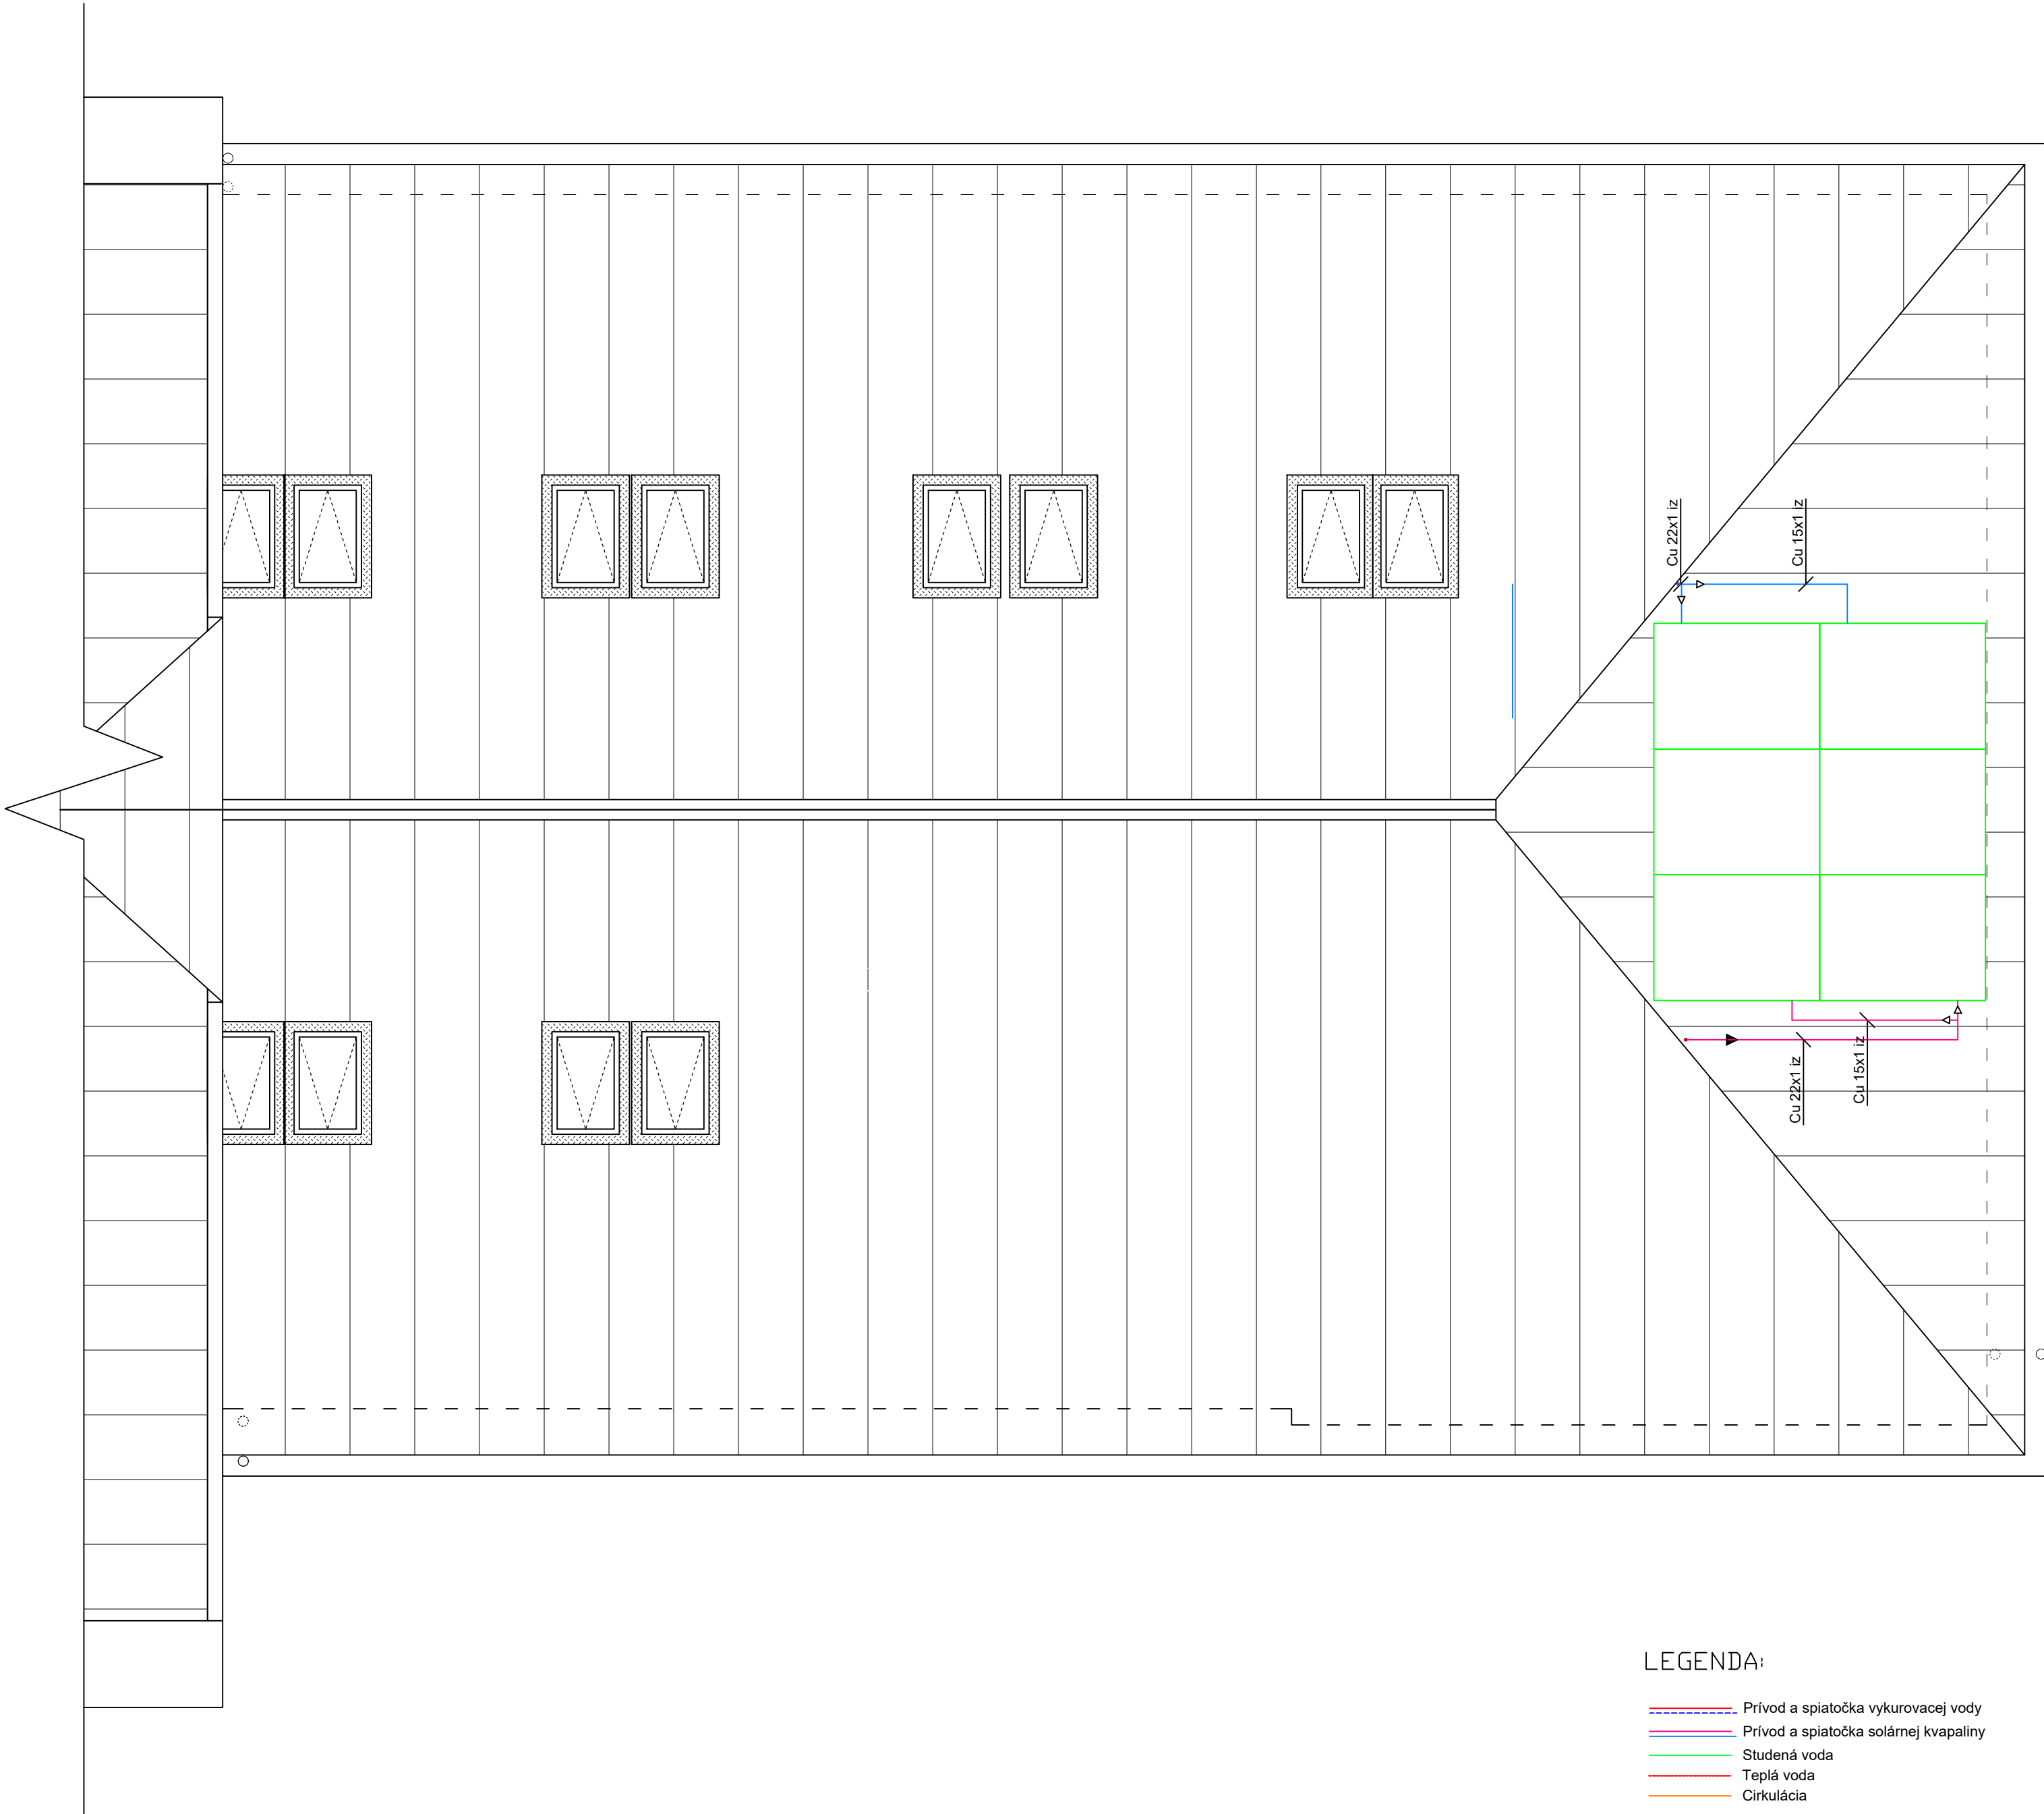 Cu 22x1 iz
Cu 15x1 iz
Cu 22x1 iz
Cu 15x1 iz
LEGENDA:
Prívod a spiatočka vykurovacej vody
Prívod a spiatočka solárnej kvapaliny
Studená voda
Teplá voda
Cirkulácia